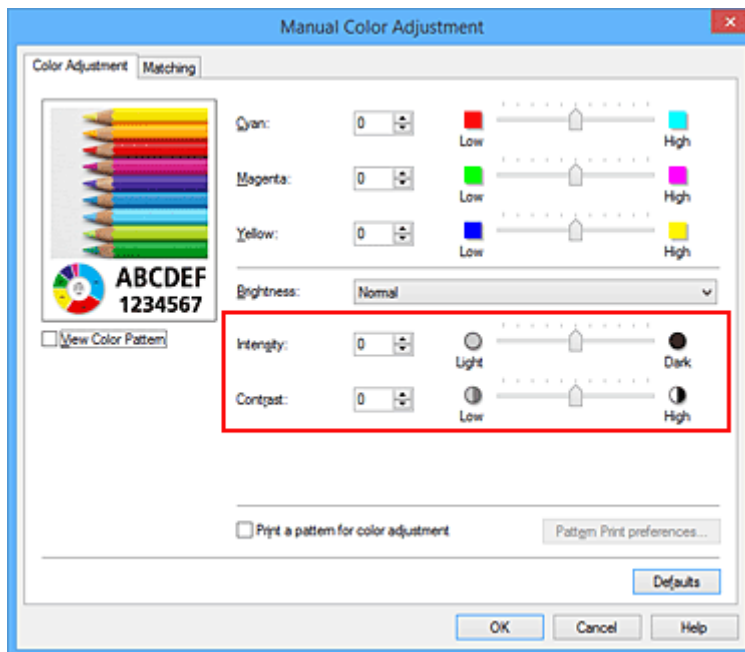 Manual Color Adjustment
Color Adjustment Matching
Cyan: 0 Low High
Magenta: 0 Low High
Yellow: 0 Low High
ABCDEF
1234567
Brightness: Normal
View Color Pattern
Intensity: 0 Light Dark
Contrast: 0 Low High
Print a pattern for color adjustment Pattern Print preferences...
Defaults
OK Cancel Help